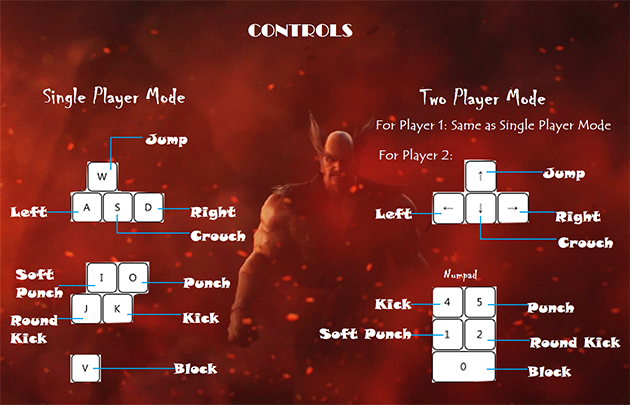 CONTROLS
Single Player Mode
Jump
W
Left
A
S
D
Right
Crouch
Soft
Punch
I
O
Punch
Round
Kick
J
K
Kick
V
Block
Two Player Mode
For Player 1: Same as Single Player Mode
For Player 2:
↑
Jump
Left
←
↓
→
Right
Crouch
Numpad
Kick
4
5
Punch
Soft Punch
1
2
Round Kick
0
Block